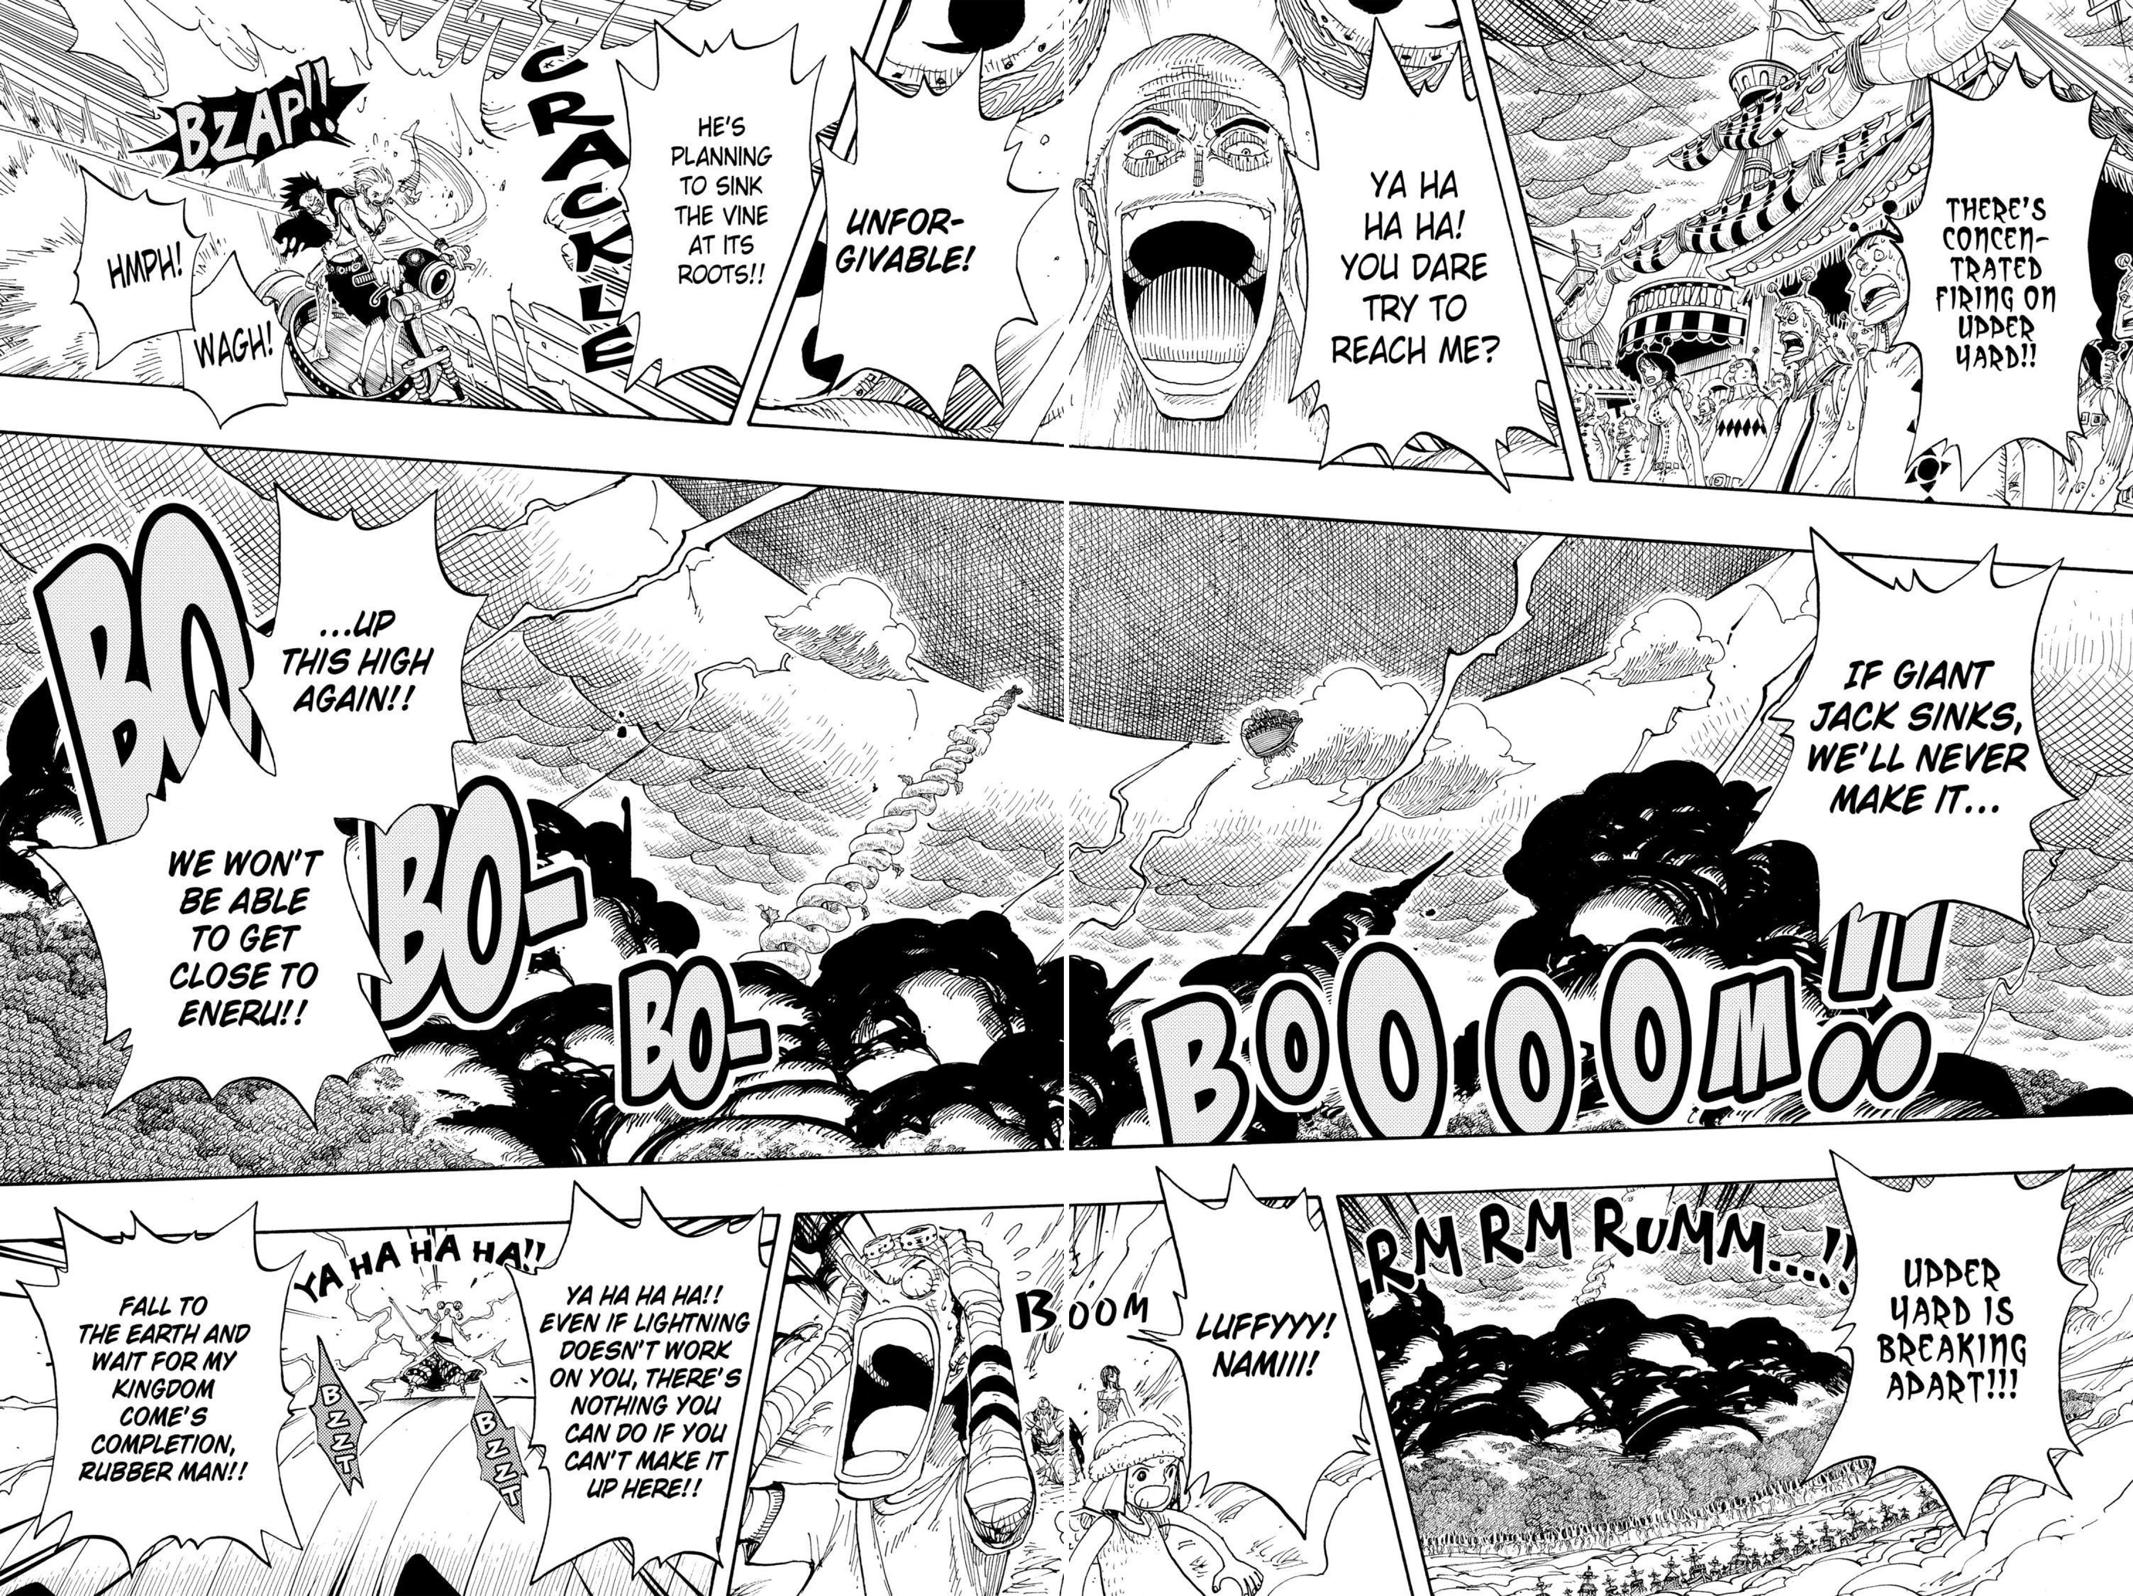 THERE'S
CONCEN-
TRATED
FIRING ON
UPPER
YARD!!
YA HA
HA HA!
YOU DARE
TRY TO
REACH ME?
UNFOR-
GIVABLE!
HE'S
PLANNING
TO SINK
THE VINE
AT ITS
ROOTS!!
CRACKLE
BZAP!!
WAGH!
HMPH!
IF GIANT
JACK SINKS,
WE'LL NEVER
MAKE IT...
...UP
THIS HIGH
AGAIN!!
WE WON'T
BE ABLE
TO GET
CLOSE TO
ENERU!!
BO
BO-
BO-
BOOOOM!!
UPPER
YARD IS
BREAKING
APART!!!
RM RM RUMM...!!
LUFFYYY!
NAMIII!
BOOM
YA HA HA HA!!
EVEN IF LIGHTNING
DOESN'T WORK
ON YOU, THERE'S
NOTHING YOU
CAN DO IF YOU
CAN'T MAKE IT
UP HERE!!
YA HA HA HA!!
BZZT
BZZT
FALL TO
THE EARTH AND
WAIT FOR MY
KINGDOM
COME'S
COMPLETION,
RUBBER MAN!!